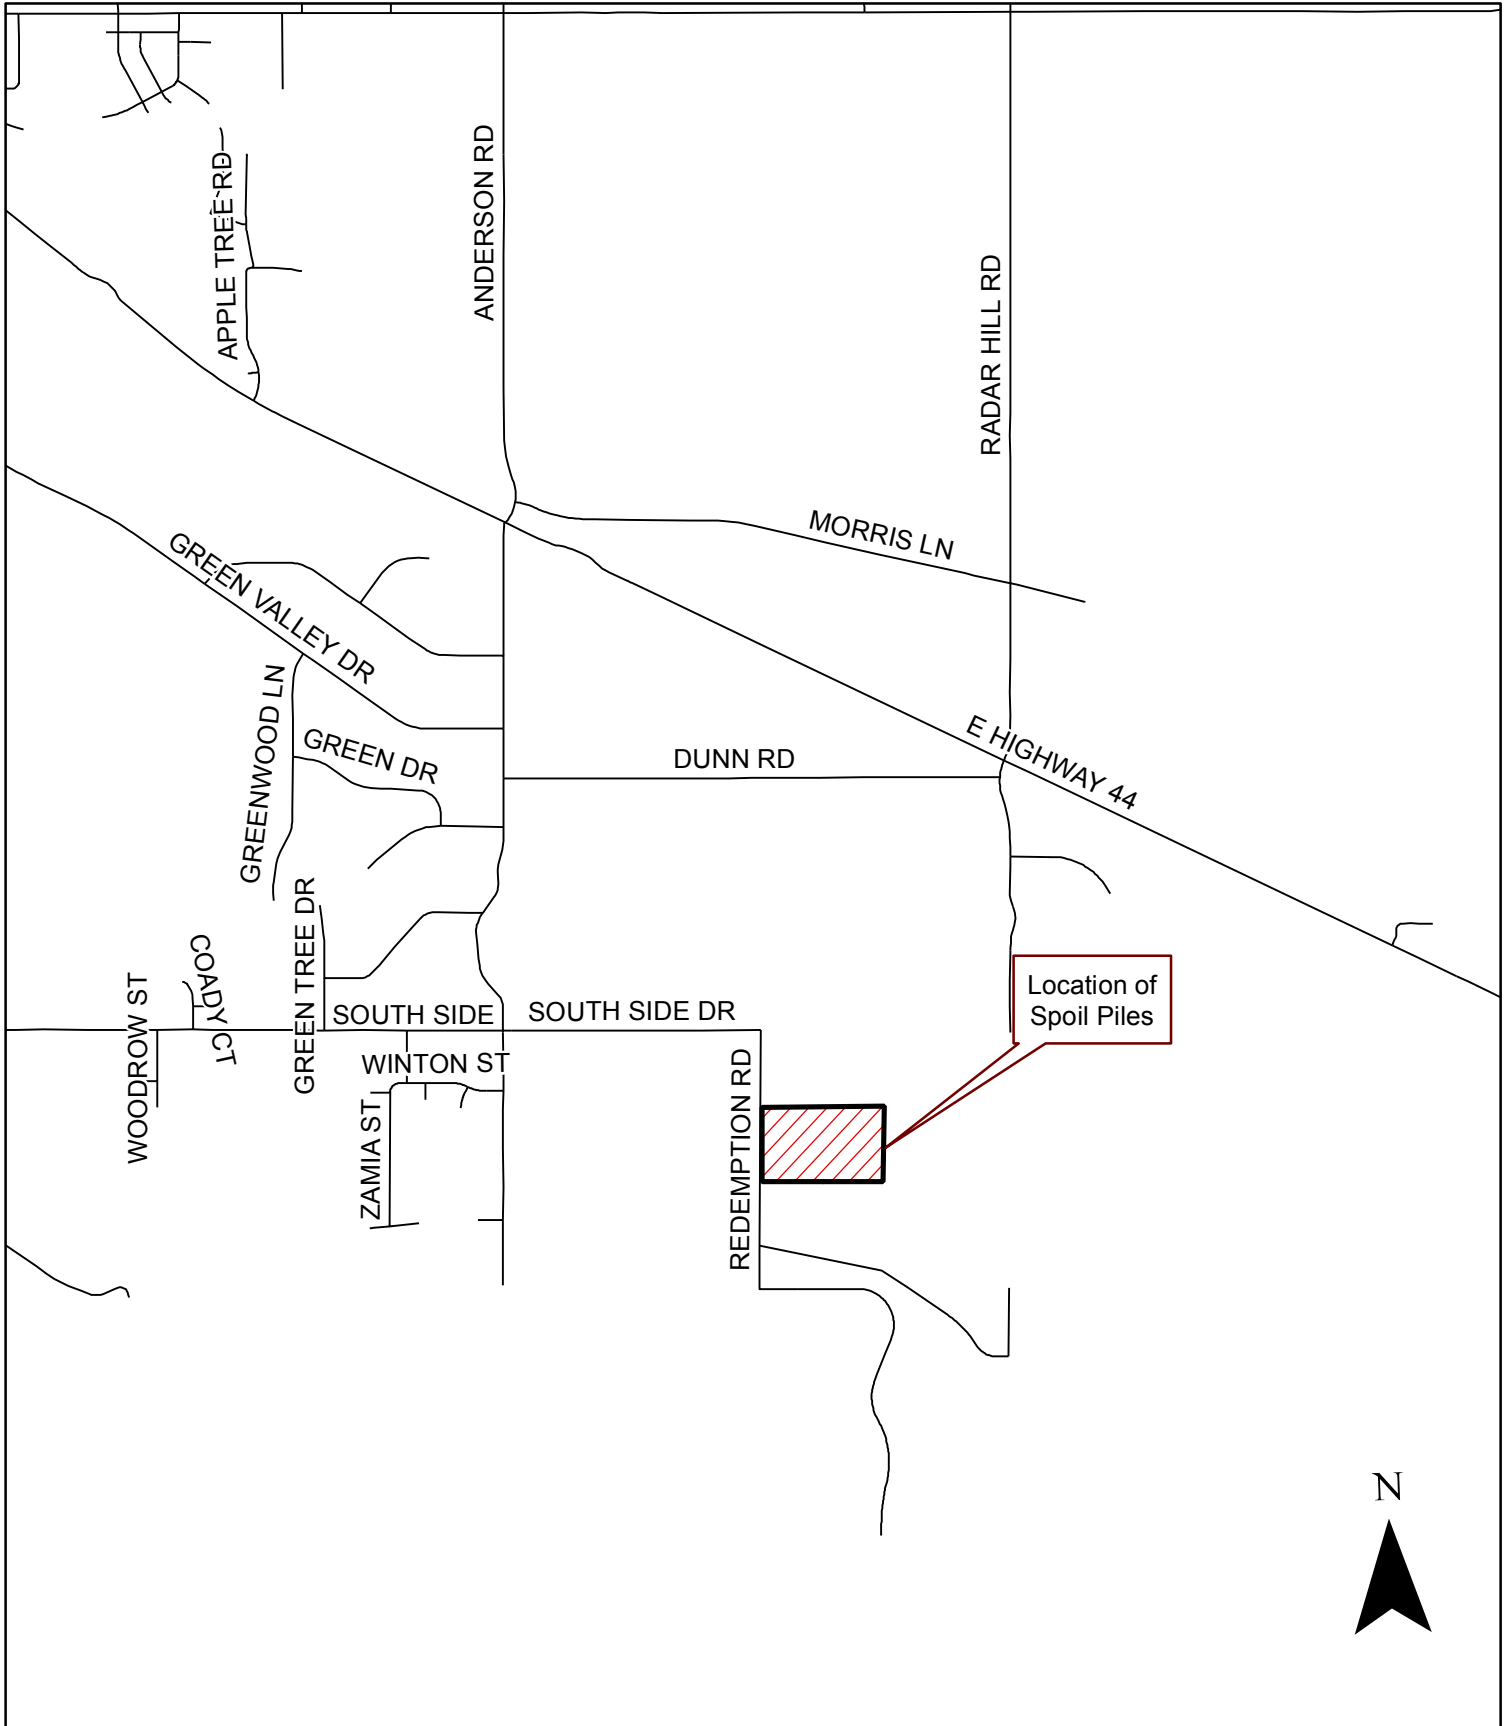 APPLE TREE RD
ANDERSON RD
RADAR HILL RD
MORRIS LN
GREEN VALLEY DR
GREENWOOD LN
GREEN DR
DUNN RD
E HIGHWAY 44
GREEN TREE DR
COADY CT
WOODROW ST
SOUTH SIDE
SOUTH SIDE DR
Location of
Spoil Piles
WINTON ST
ZAMIA ST
REDEMPTION RD
N